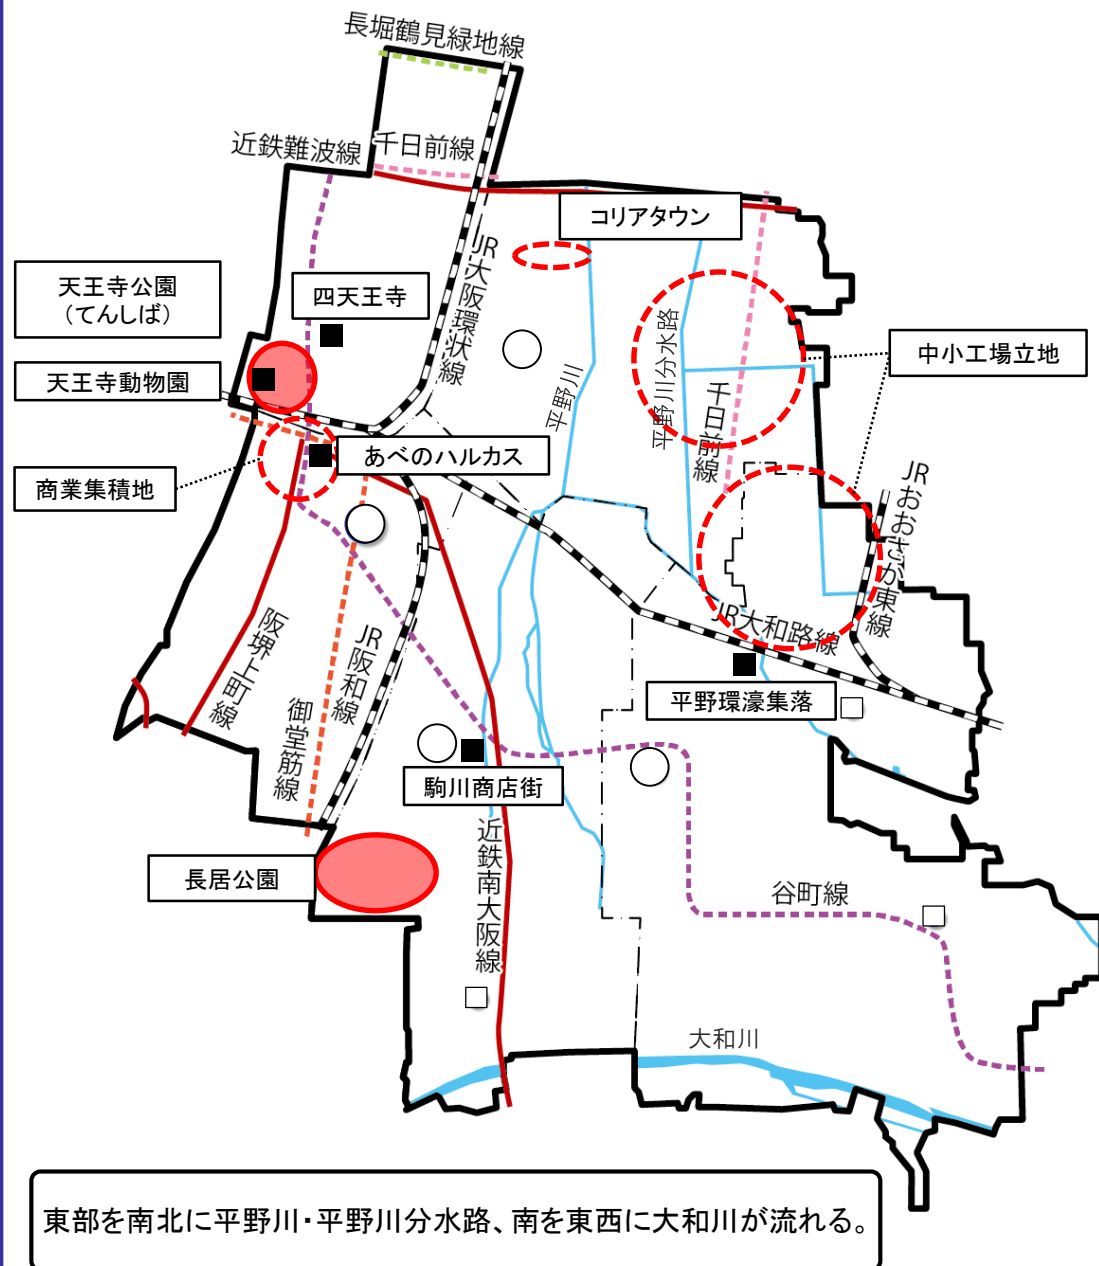 長堀鶴見緑地線
近鉄難波線
千日前線
コリアタウン
JR大阪環状線
天王寺公園
（てんしば）
四天王寺
平野川分水路
中小工場立地
天王寺動物園
平野川
千日前線
あべのハルカス
商業集積地
JRおおさか東線
阪堺上町線
JR阪和線
JR大和路線
御堂筋線
平野環濠集落
駒川商店街
近鉄南大阪線
長居公園
谷町線
大和川
東部を南北に平野川・平野川分水路、南を東西に大和川が流れる。